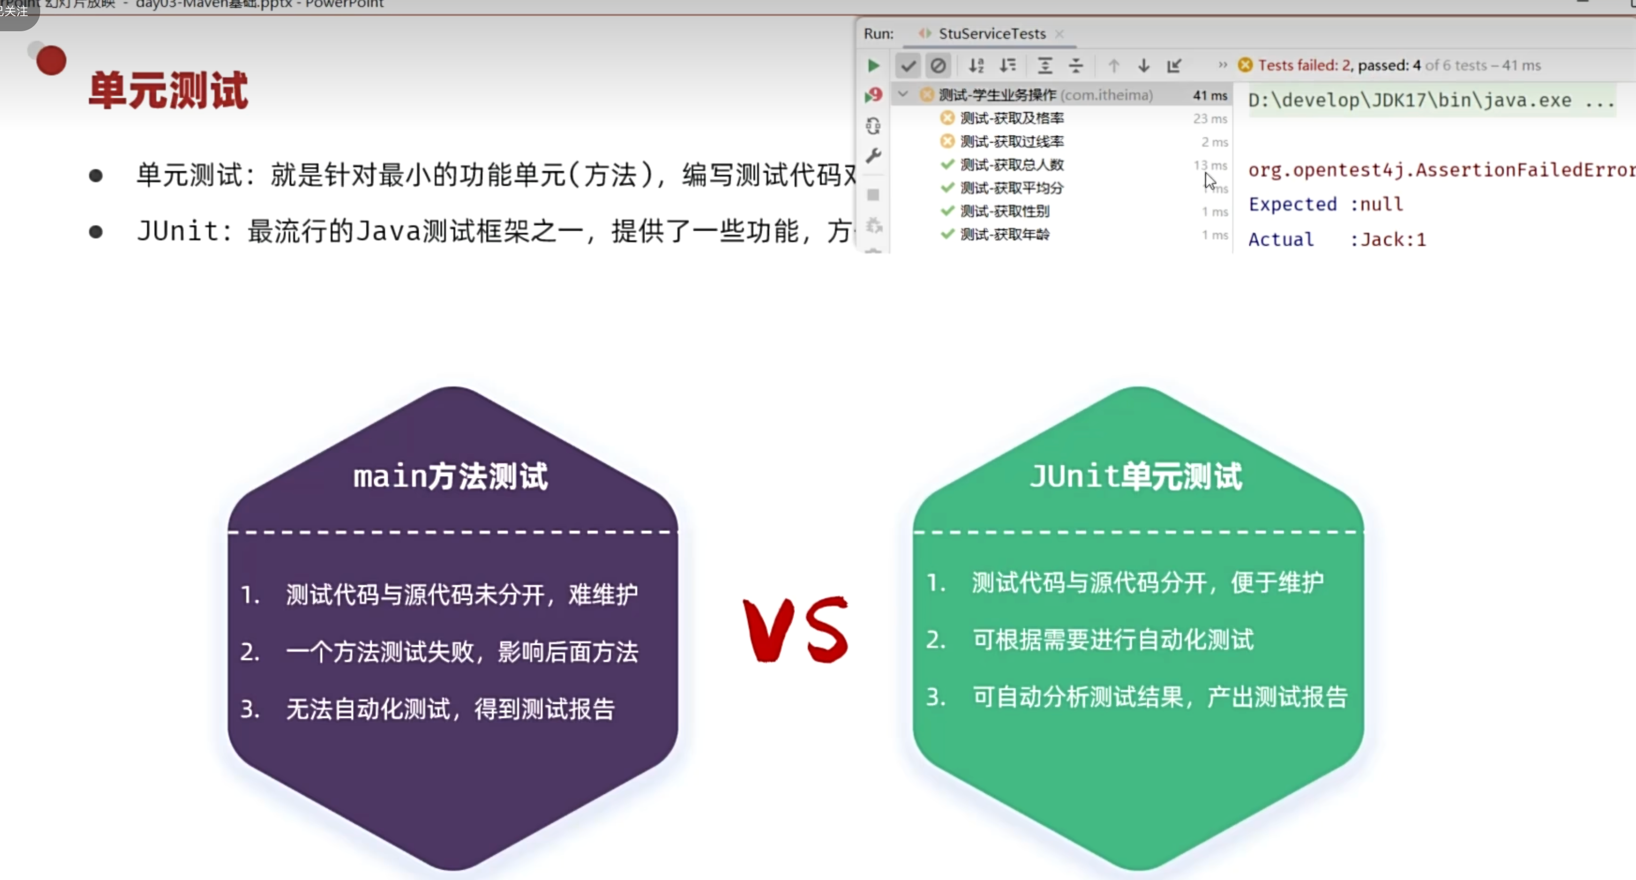 幻灯片放映 - day03-Maven基础.pptx - PowerPoint
关注
单元测试
单元测试：就是针对最小的功能单元(方法)，编写测试代码
JUnit：最流行的Java测试框架之一，提供了一些功能，方
Run: StuServiceTests ×
Tests failed: 2, passed: 4 of 6 tests – 41 ms
测试-学生业务操作 (com.itheima) 41 ms
测试-获取及格率 23 ms
测试-获取过线率 2 ms
测试-获取总人数 13 ms
测试-获取平均分 ms
测试-获取性别 1 ms
测试-获取年龄 1 ms
D:\develop\JDK17\bin\java.exe ...
org.opentest4j.AssertionFailedError
Expected :null
Actual :Jack:1
main方法测试
1. 测试代码与源代码未分开，难维护
2. 一个方法测试失败，影响后面方法
3. 无法自动化测试，得到测试报告
VS
JUnit单元测试
1. 测试代码与源代码分开，便于维护
2. 可根据需要进行自动化测试
3. 可自动分析测试结果，产出测试报告